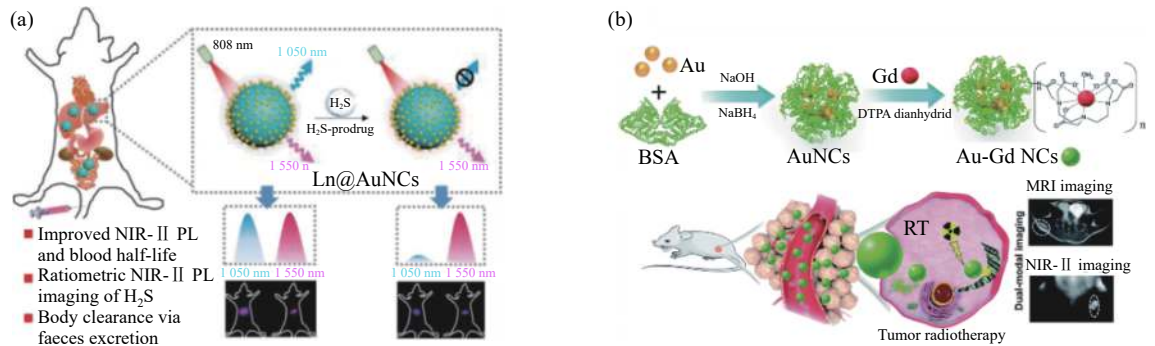 (a)
808 nm
1 050 nm
H₂S
H₂S-prodrug
1 550 n
1 550 nm
Ln@AuNCs
Improved NIR-Ⅱ PL
and blood half-life
Ratiometric NIR-Ⅱ PL
imaging of H₂S
Body clearance via
faeces excretion
1 050 nm
1 550 nm
1 050 nm
1 550 nm
(b)
Au
+
BSA
NaOH
NaBH₄
AuNCs
Gd
DTPA dianhydrid
Au-Gd NCs
n
RT
Tumor radiotherapy
Dual-modal imaging
MRI imaging
NIR-Ⅱ imaging